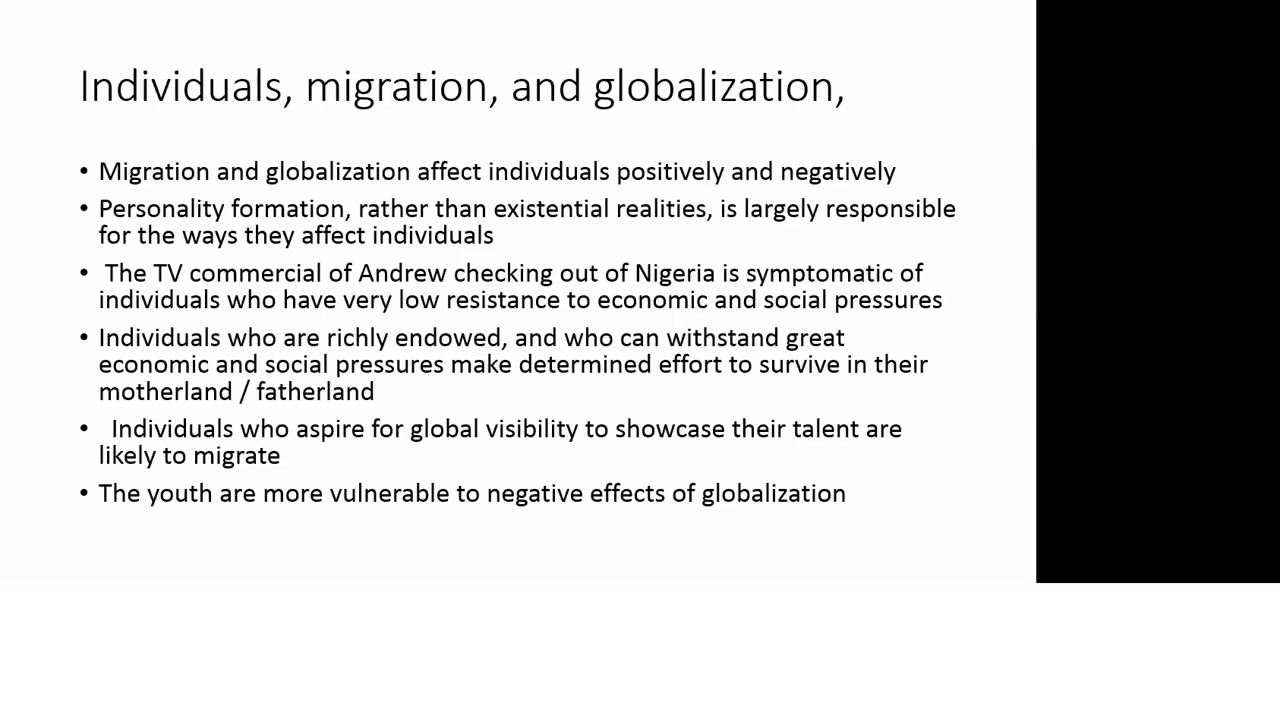 Individuals, migration, and globalization,
• Migration and globalization affect individuals positively and negatively
• Personality formation, rather than existential realities, is largely responsible
for the ways they affect individuals
• The TV commercial of Andrew checking out of Nigeria is symptomatic of
individuals who have very low resistance to economic and social pressures
• Individuals who are richly endowed, and who can withstand great
economic and social pressures make determined effort to survive in their
motherland / fatherland
• Individuals who aspire for global visibility to showcase their talent are
likely to migrate
• The youth are more vulnerable to negative effects of globalization